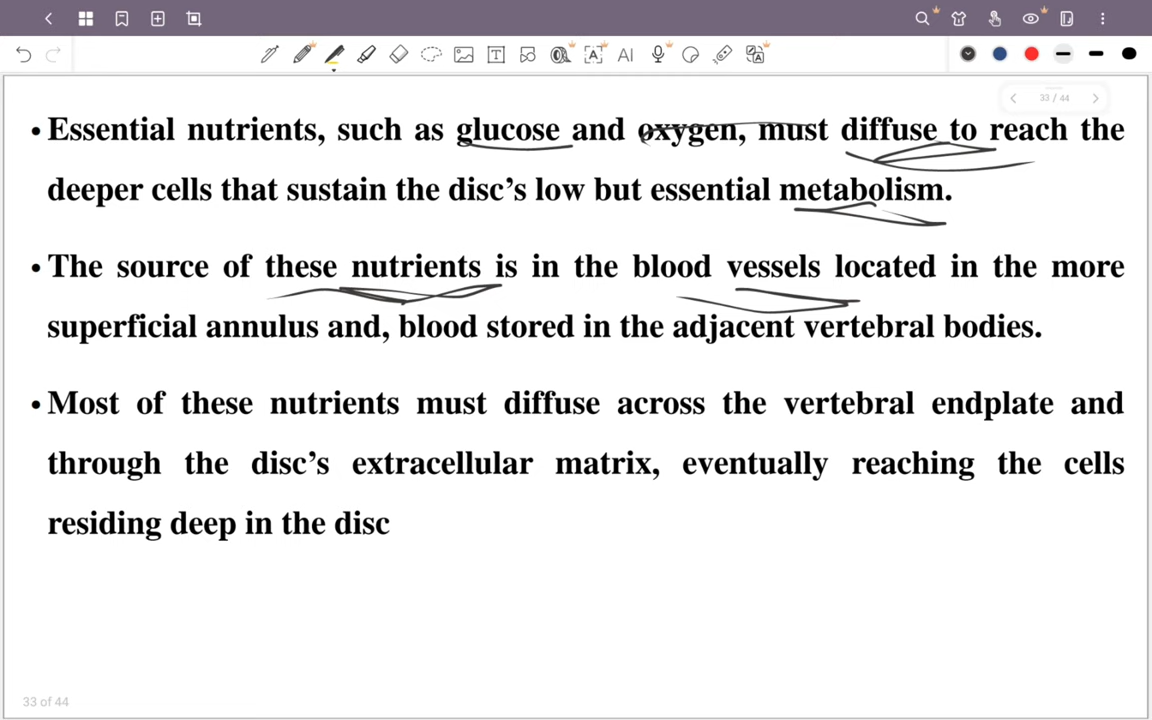 AI
33 / 44
• Essential nutrients, such as glucose and oxygen, must diffuse to reach the
deeper cells that sustain the disc’s low but essential metabolism.
• The source of these nutrients is in the blood vessels located in the more
superficial annulus and, blood stored in the adjacent vertebral bodies.
• Most of these nutrients must diffuse across the vertebral endplate and
through the disc’s extracellular matrix, eventually reaching the cells
residing deep in the disc
33 of 44